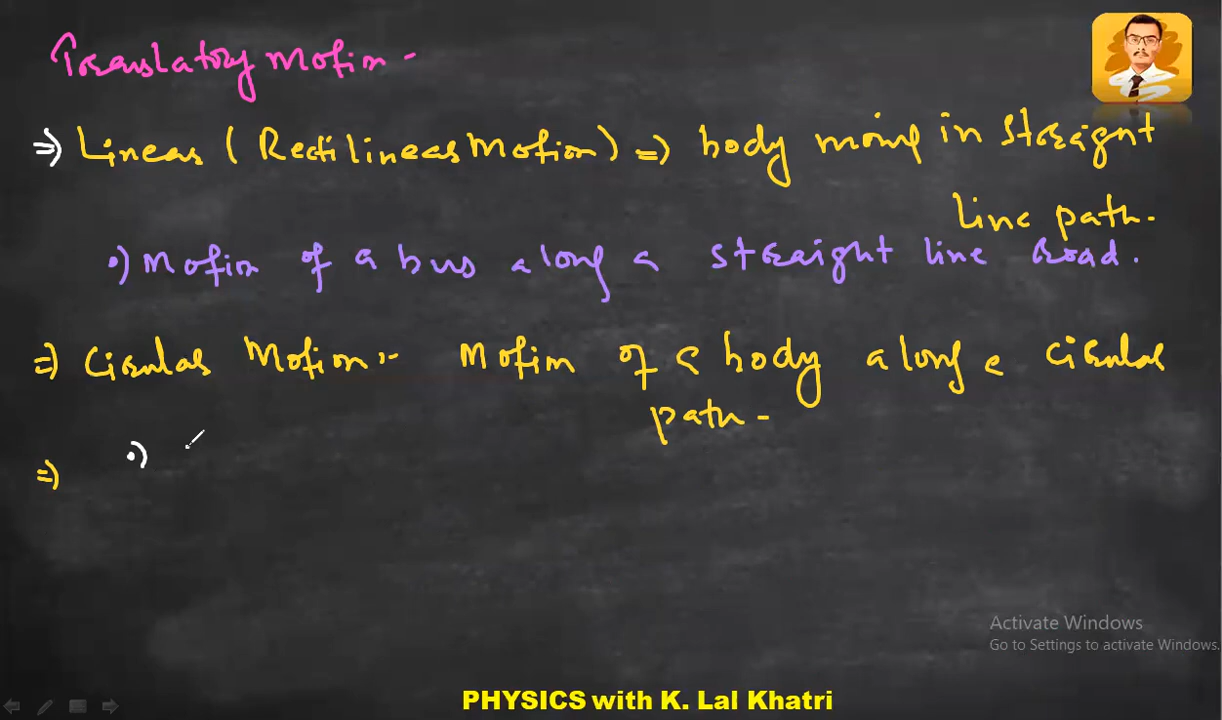 Translatory Motion -
⇒ Linear (Rectilinear Motion) ⇒ body moving in straight
line path.
•) Motion of a bus along a straight line road.
⇒ Circular Motion :- Motion of a body along a circular
path -
•)
⇒
Activate Windows
Go to Settings to activate Windows.
PHYSICS with K. Lal Khatri